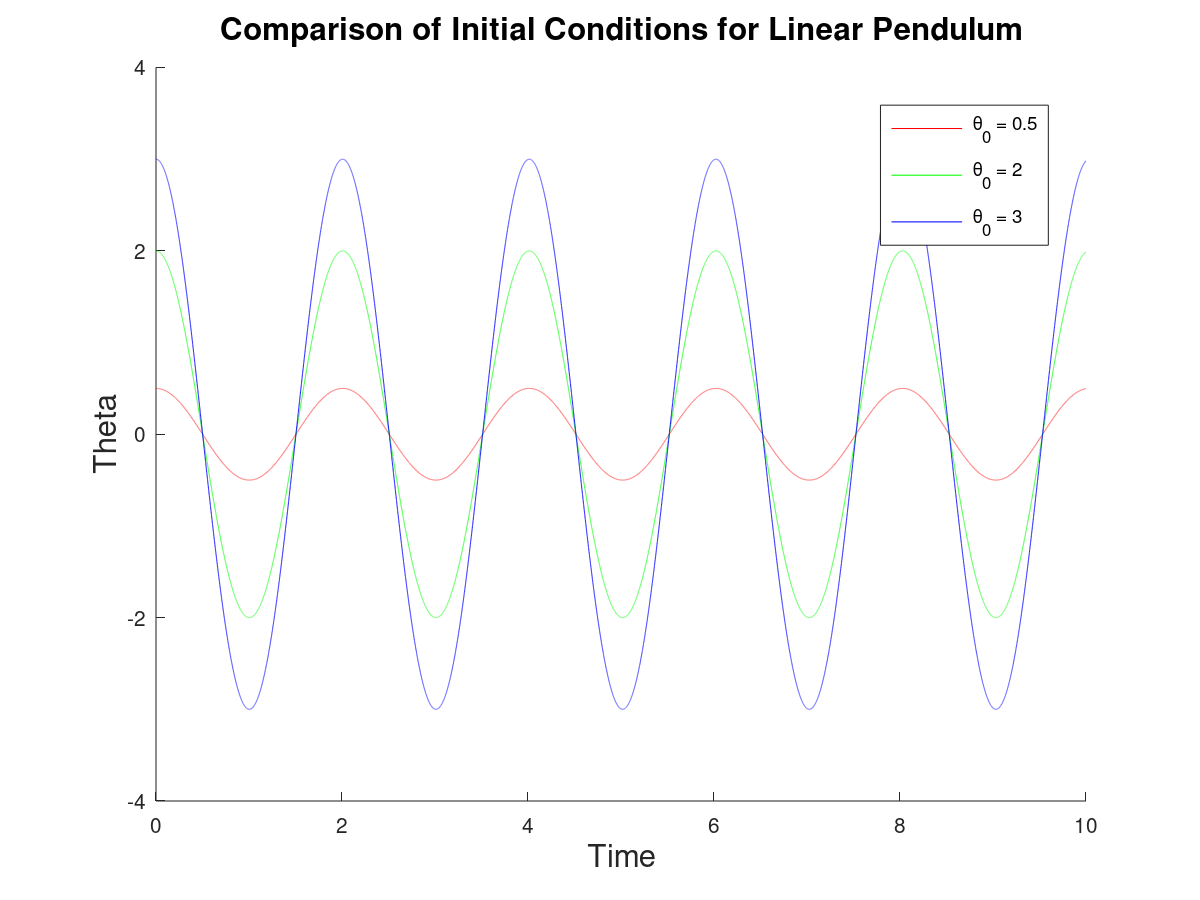 Comparison of Initial Conditions for Linear Pendulum
4
θ₀ = 0.5
θ₀ = 2
θ₀ = 3
2
0
-2
-4
Theta
0 2 4 6 8 10
Time